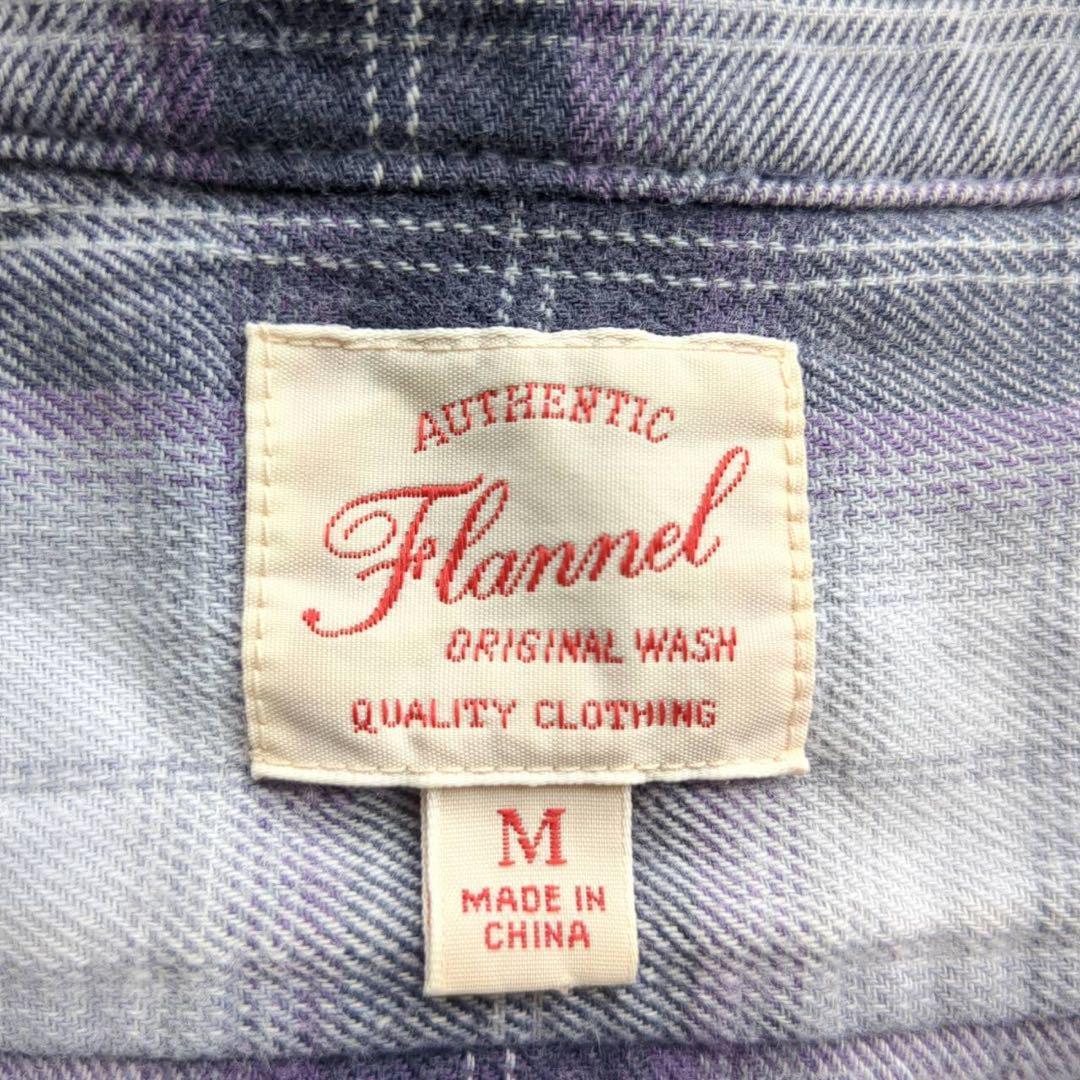 AUTHENTIC
Flannel
ORIGINAL WASH
QUALITY CLOTHING
M
MADE IN
CHINA